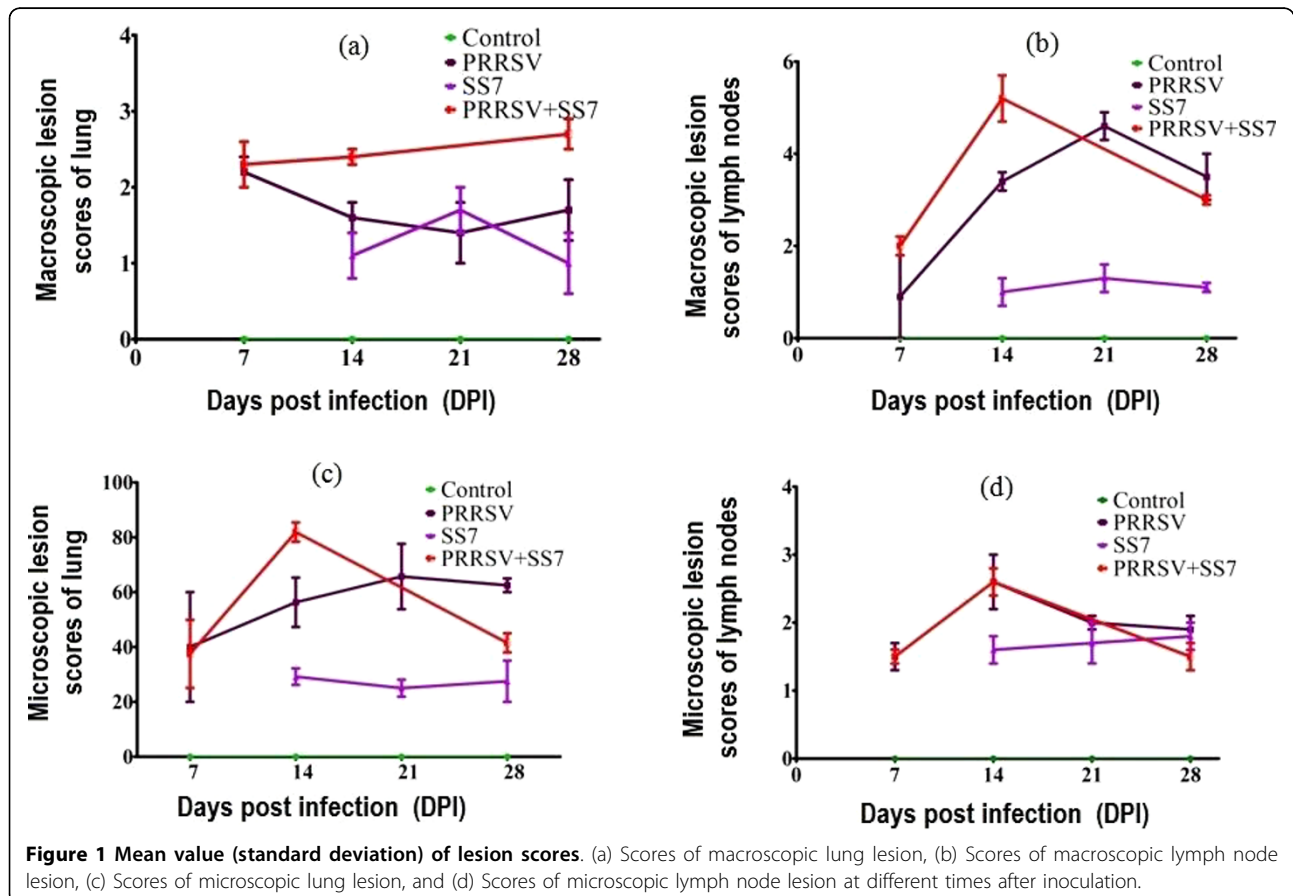 (a)
Control
PRRSV
SS7
PRRSV+SS7
Macroscopic lesion
scores of lung
4
3
2
1
0
0 7 14 21 28
Days post infection (DPI)
(b)
Control
PRRSV
SS7
PRRSV+SS7
Macroscopic lesion
scores of lymph nodes
6
4
2
0
0 7 14 21 28
Days post infection (DPI)
(c)
Control
PRRSV
SS7
PRRSV+SS7
Microscopic lesion
scores of lung
100
80
60
40
20
0
7 14 21 28
Days post infection (DPI)
(d)
Control
PRRSV
SS7
PRRSV+SS7
Microscopic lesion
scores of lymph nodes
4
3
2
1
0
0 7 14 21 28
Days post infection (DPI)
Figure 1 Mean value (standard deviation) of lesion scores. (a) Scores of macroscopic lung lesion, (b) Scores of macroscopic lymph node
lesion, (c) Scores of microscopic lung lesion, and (d) Scores of microscopic lymph node lesion at different times after inoculation.